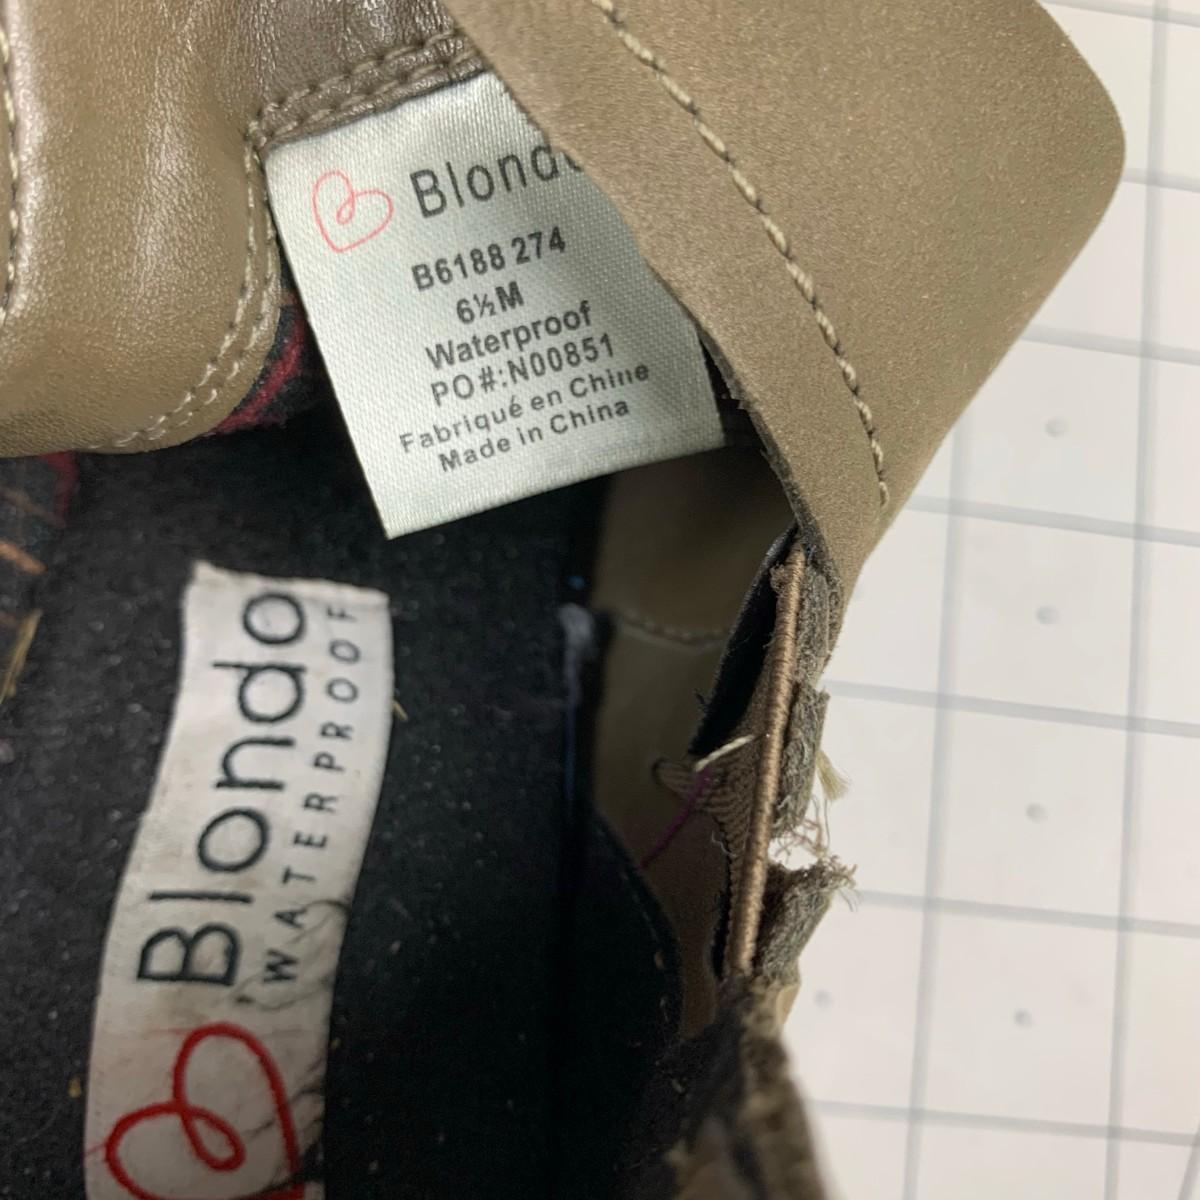 Blondo
B6188 274
6½M
Waterproof
PO#:N00851
Fabriqué en Chine
Made in China
Blondo
WATERPROOF